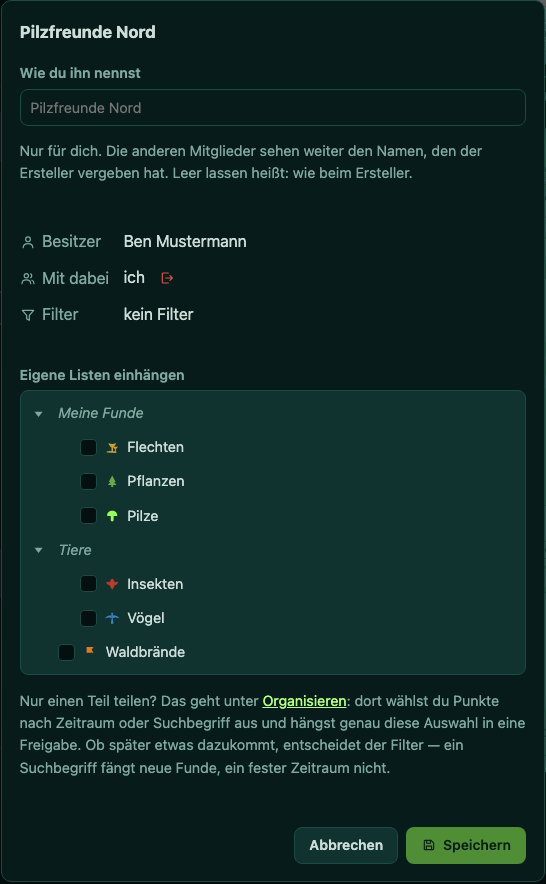 Pilzfreunde Nord
Wie du ihn nennst
Pilzfreunde Nord
Nur für dich. Die anderen Mitglieder sehen weiter den Namen, den der
Ersteller vergeben hat. Leer lassen heißt: wie beim Ersteller.
Besitzer Ben Mustermann
Mit dabei ich
Filter kein Filter
Eigene Listen einhängen
Meine Funde
Flechten
Pflanzen
Pilze
Tiere
Insekten
Vögel
Waldbrände
Nur einen Teil teilen? Das geht unter Organisieren: dort wählst du Punkte
nach Zeitraum oder Suchbegriff aus und hängst genau diese Auswahl in eine
Freigabe. Ob später etwas dazukommt, entscheidet der Filter — ein
Suchbegriff fängt neue Funde, ein fester Zeitraum nicht.
Abbrechen Speichern